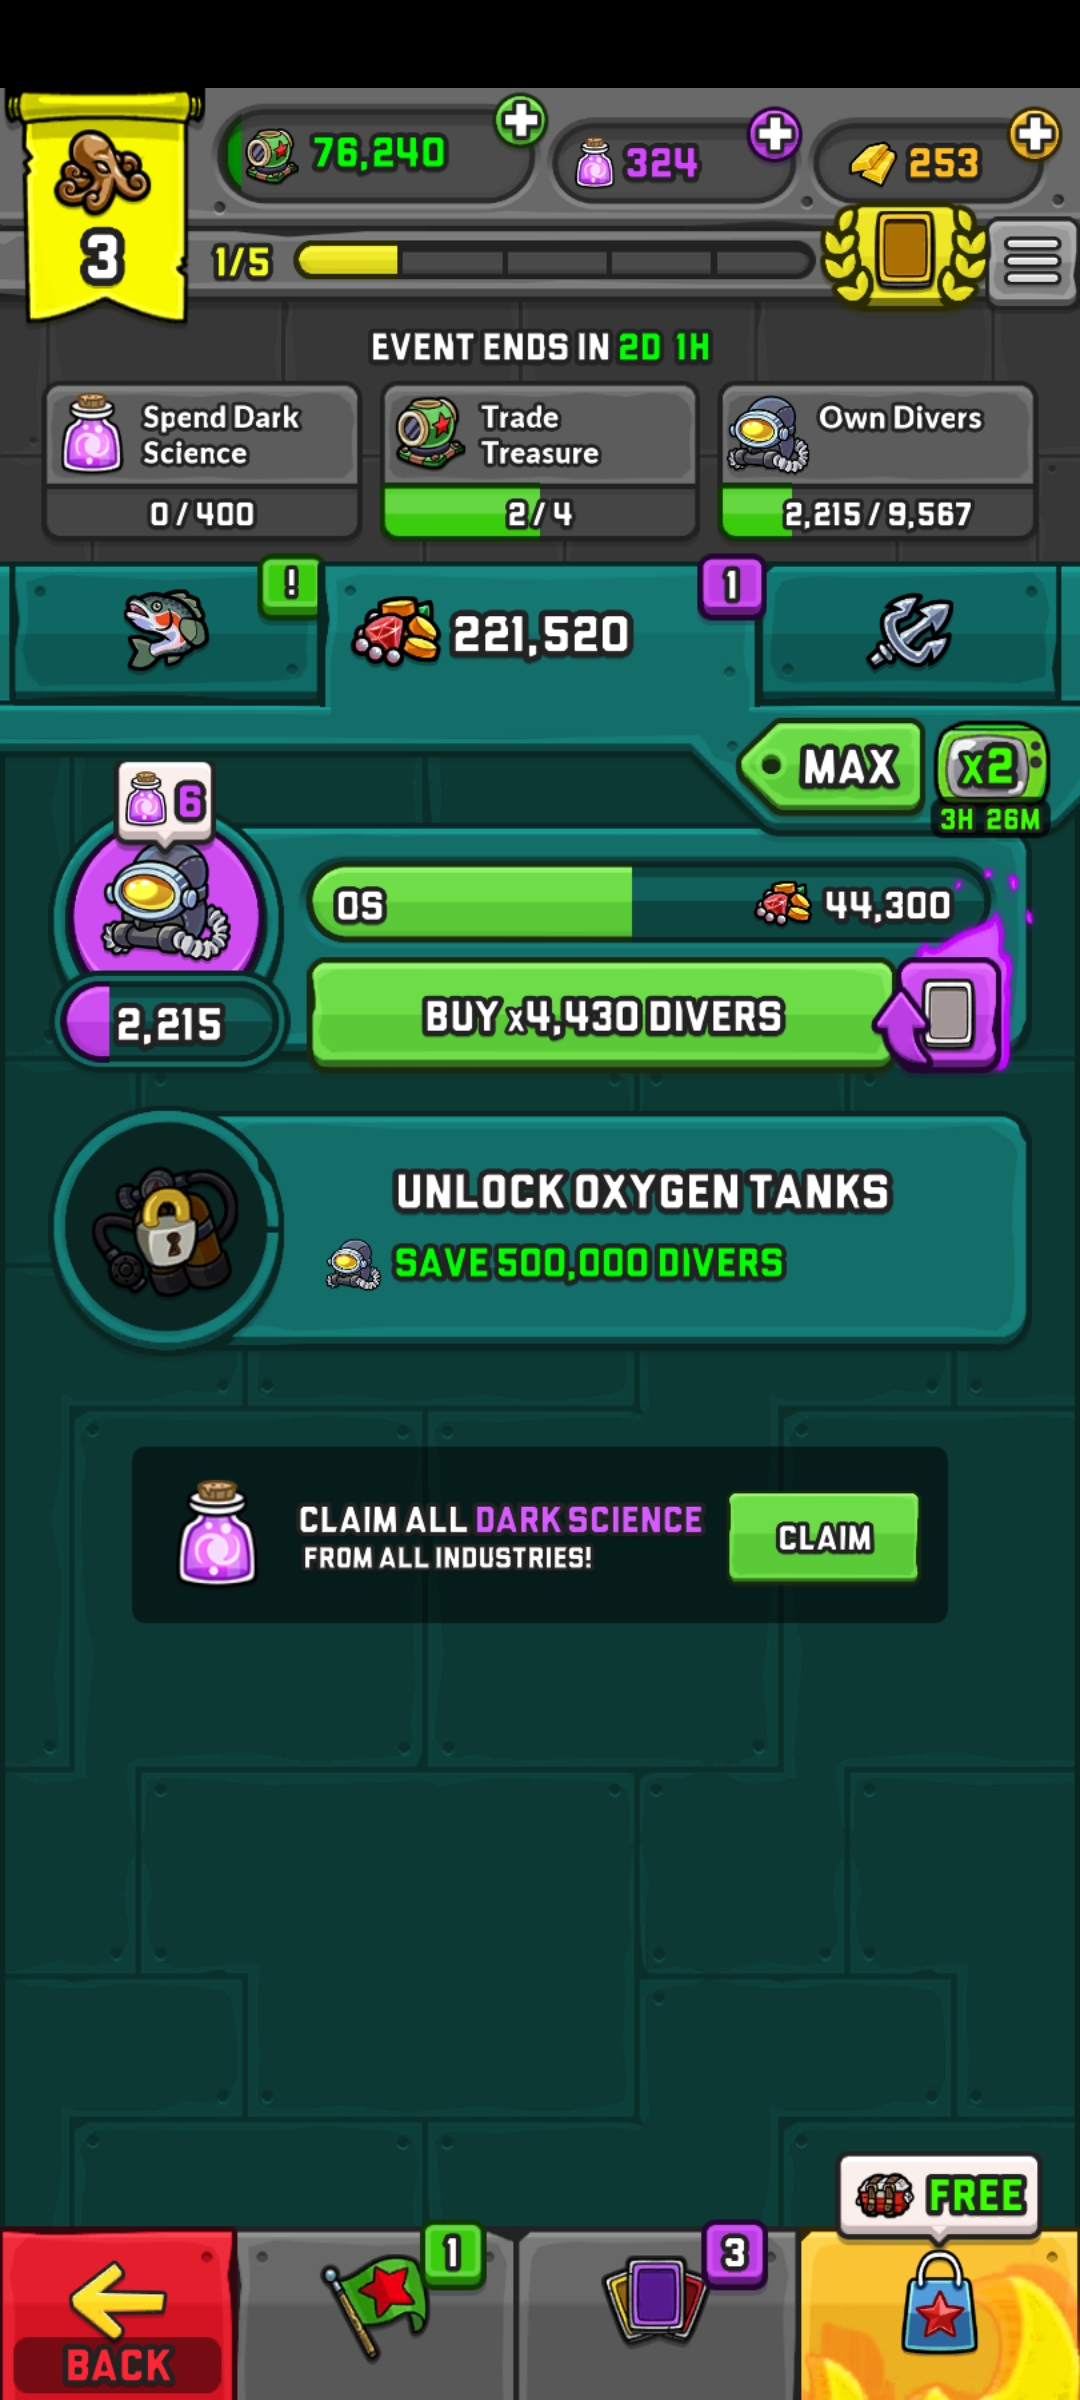 76,240
324
253
3
1/5
EVENT ENDS IN 2D 1H
Spend Dark
Science
0 / 400
Trade
Treasure
2 / 4
Own Divers
2,215 / 9,567
!
221,520
1
MAX
x2
3H 26M
6
0S
44,300
2,215
BUY x4,430 DIVERS
UNLOCK OXYGEN TANKS
SAVE 500,000 DIVERS
CLAIM ALL DARK SCIENCE
FROM ALL INDUSTRIES!
CLAIM
FREE
BACK
1
3